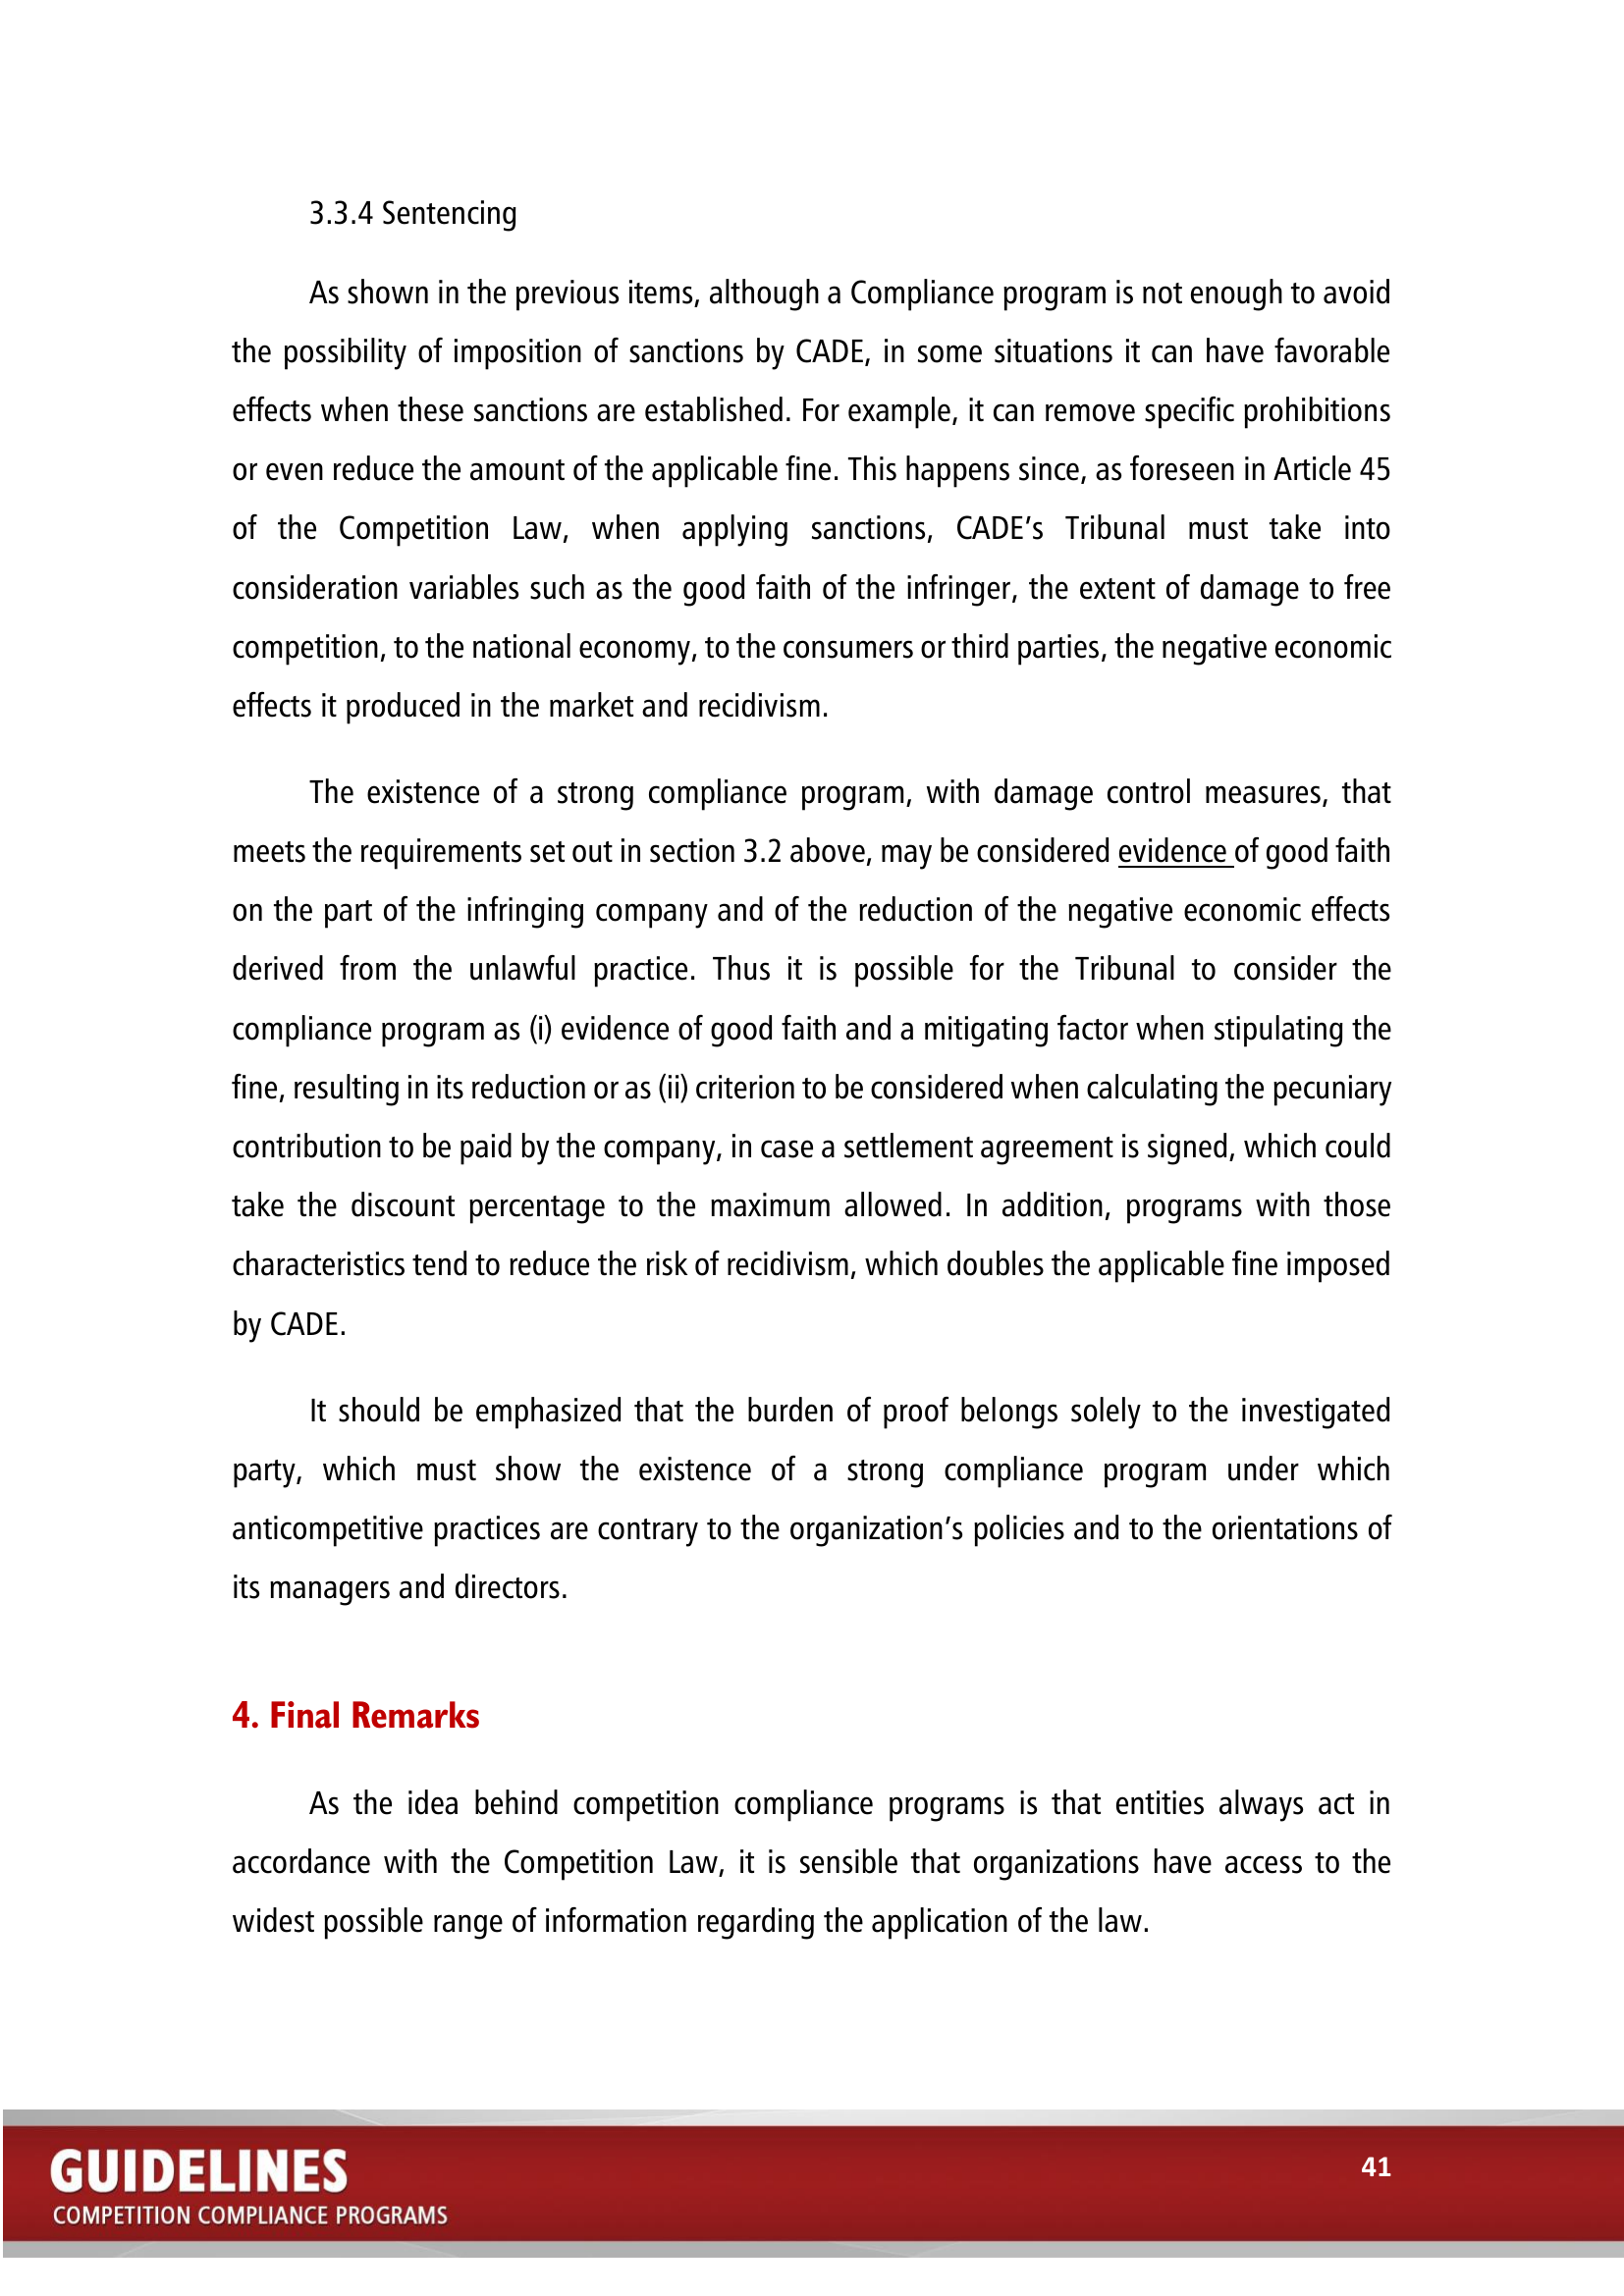 3.3.4 Sentencing
As shown in the previous items, although a Compliance program is not enough to avoid
the possibility of imposition of sanctions by CADE, in some situations it can have favorable
effects when these sanctions are established. For example, it can remove specific prohibitions
or even reduce the amount of the applicable fine. This happens since, as foreseen in Article 45
of the Competition Law, when applying sanctions, CADE’s Tribunal must take into
consideration variables such as the good faith of the infringer, the extent of damage to free
competition, to the national economy, to the consumers or third parties, the negative economic
effects it produced in the market and recidivism.
The existence of a strong compliance program, with damage control measures, that
meets the requirements set out in section 3.2 above, may be considered evidence of good faith
on the part of the infringing company and of the reduction of the negative economic effects
derived from the unlawful practice. Thus it is possible for the Tribunal to consider the
compliance program as (i) evidence of good faith and a mitigating factor when stipulating the
fine, resulting in its reduction or as (ii) criterion to be considered when calculating the pecuniary
contribution to be paid by the company, in case a settlement agreement is signed, which could
take the discount percentage to the maximum allowed. In addition, programs with those
characteristics tend to reduce the risk of recidivism, which doubles the applicable fine imposed
by CADE.
It should be emphasized that the burden of proof belongs solely to the investigated
party, which must show the existence of a strong compliance program under which
anticompetitive practices are contrary to the organization’s policies and to the orientations of
its managers and directors.
4. Final Remarks
As the idea behind competition compliance programs is that entities always act in
accordance with the Competition Law, it is sensible that organizations have access to the
widest possible range of information regarding the application of the law.
GUIDELINES
COMPETITION COMPLIANCE PROGRAMS
41